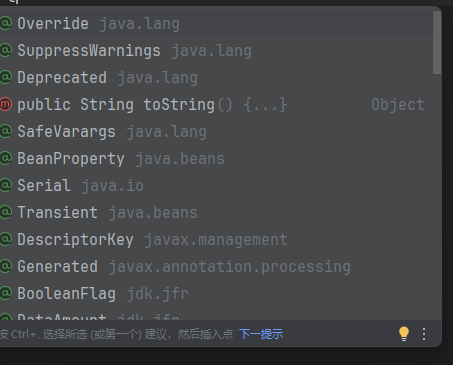 Override java.lang
SuppressWarnings java.lang
Deprecated java.lang
public String toString() {...} Object
SafeVarargs java.lang
BeanProperty java.beans
Serial java.io
Transient java.beans
DescriptorKey javax.management
Generated javax.annotation.processing
BooleanFlag jdk.jfr
DataAmount jdk.jfr
按 Ctrl+. 选择所选 (或第一个) 建议，然后插入点 下一提示